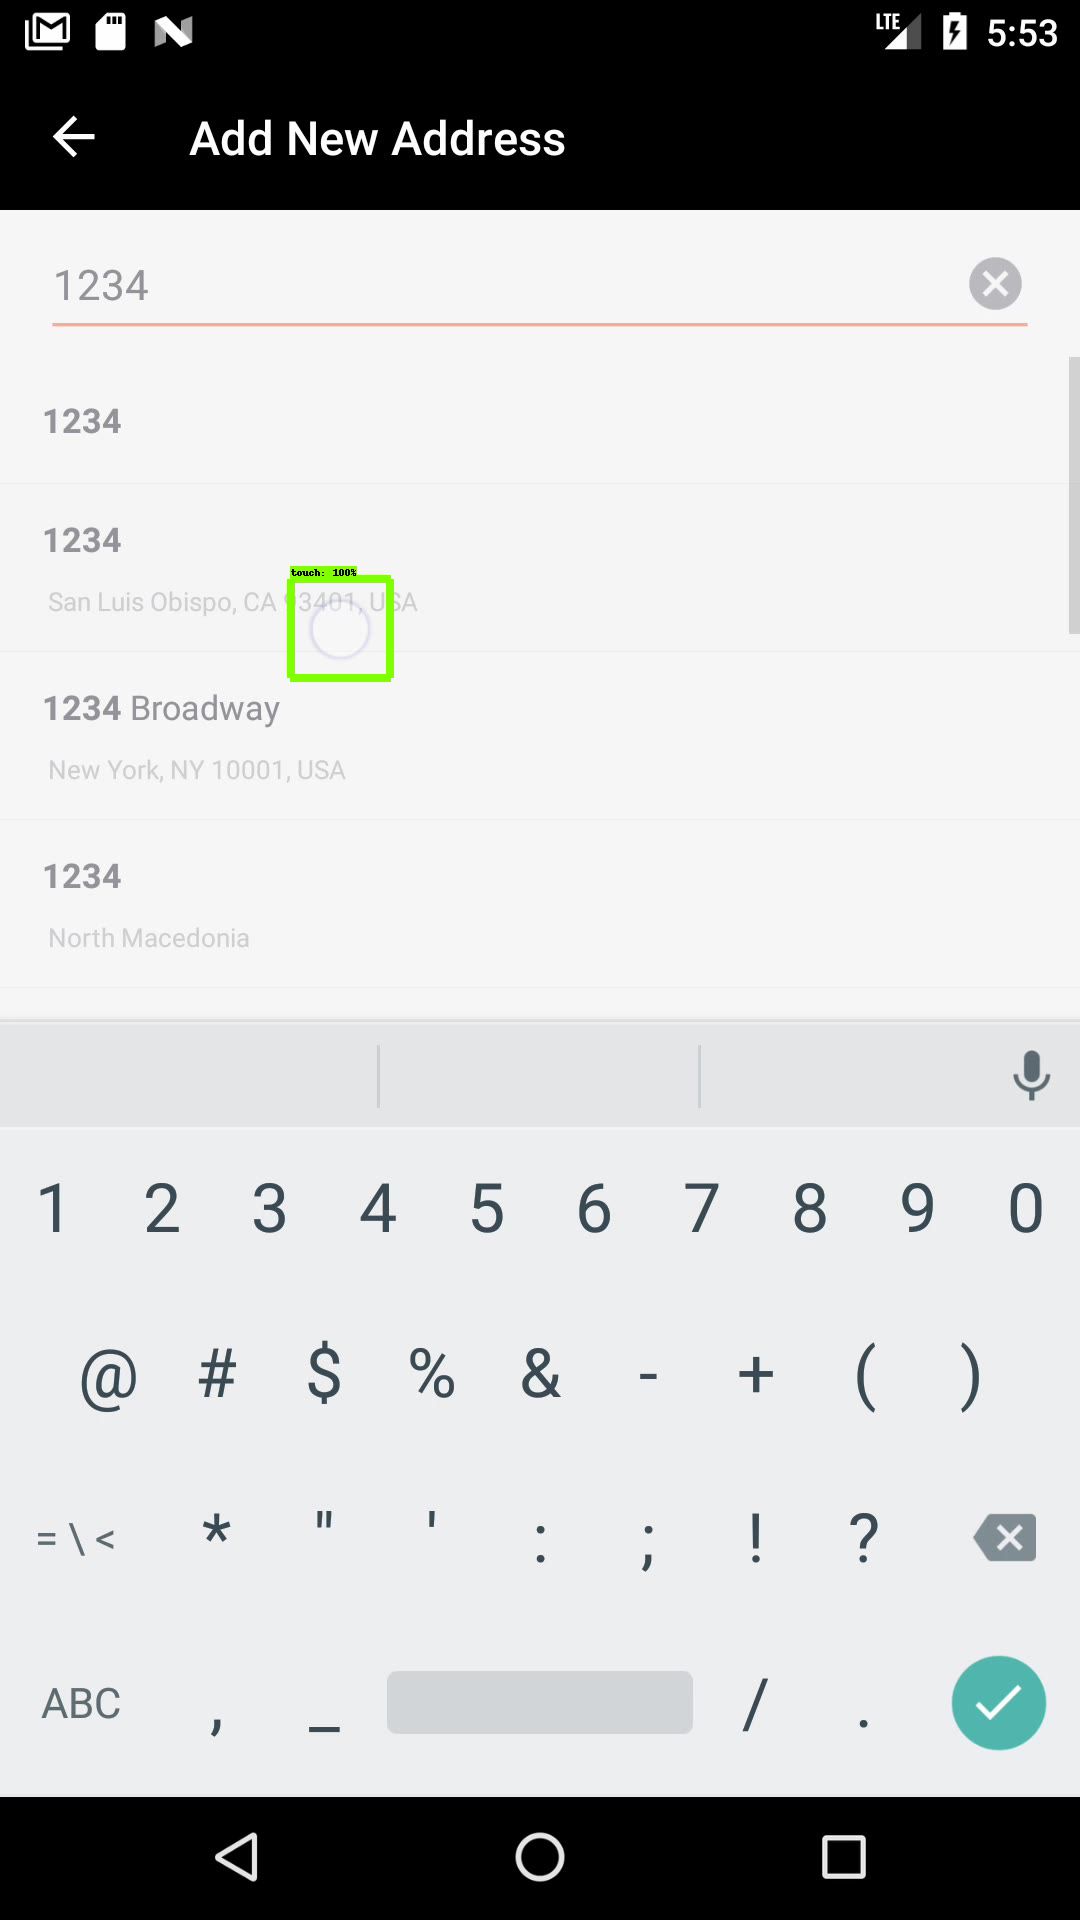 LTE 5:53
Add New Address
1234
1234
1234
touch: 100%
San Luis Obispo, CA 93401, USA
1234 Broadway
New York, NY 10001, USA
1234
North Macedonia
1 2 3 4 5 6 7 8 9 0
@ # $ % & - + ( )
= \ < * " ' : ; ! ?
ABC , _ / .